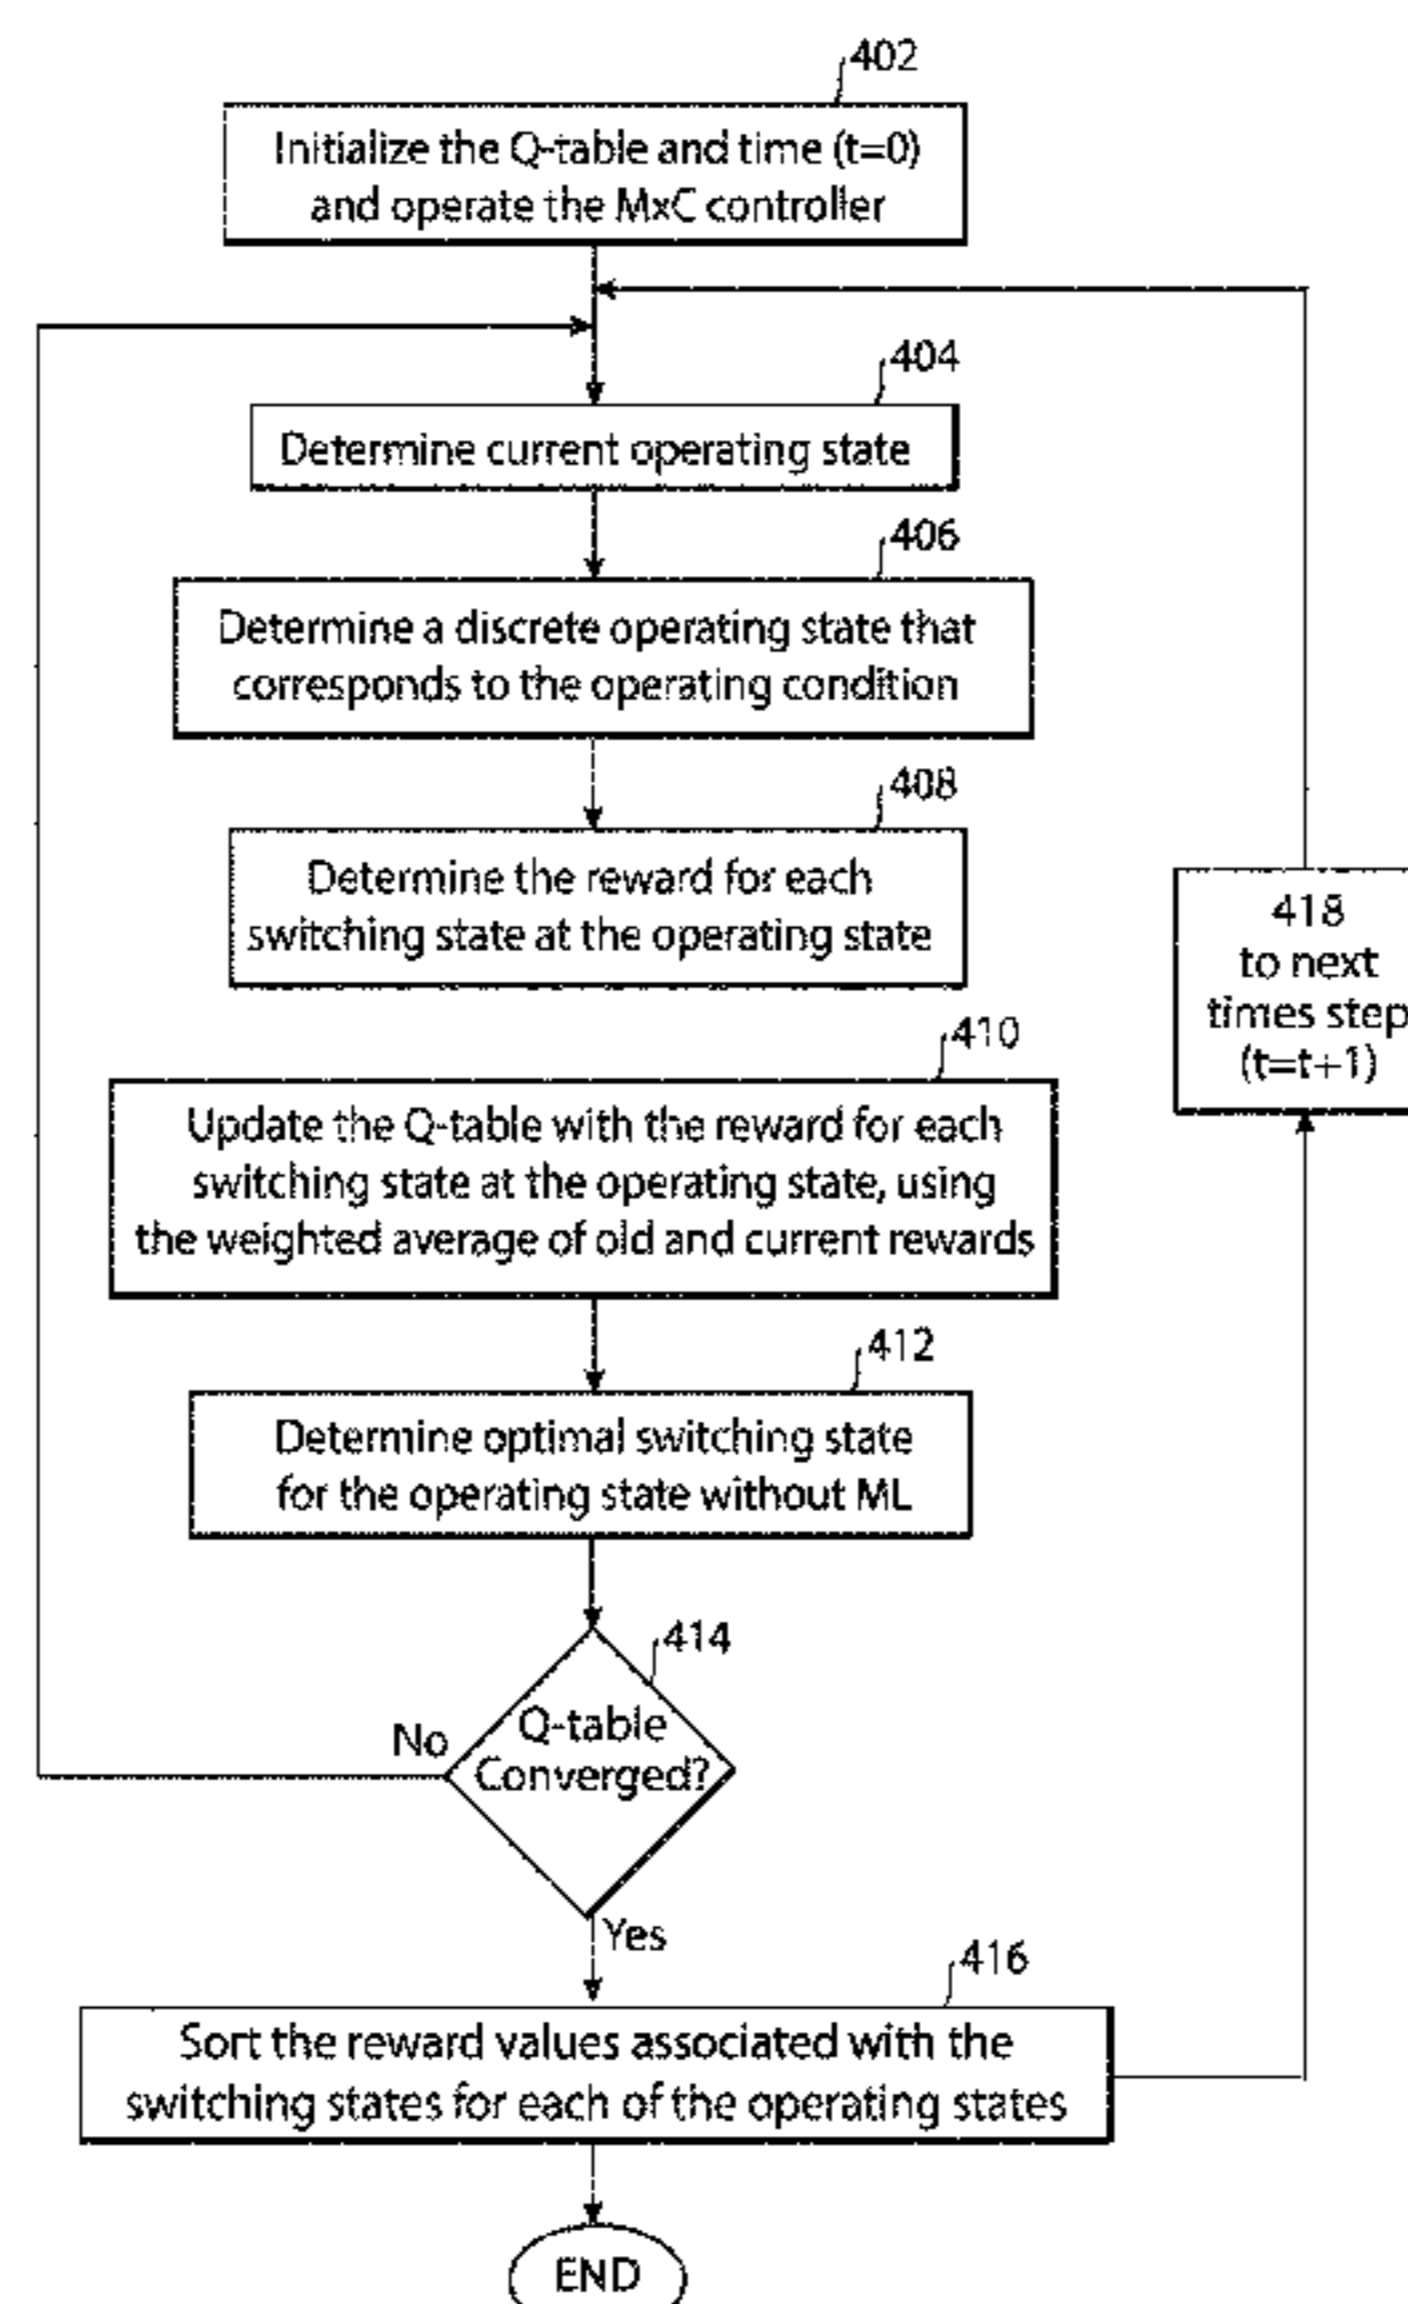 402
Initialize the Q-table and time (t=0)
and operate the MxC controller
404
Determine current operating state
406
Determine a discrete operating state that
corresponds to the operating condition
408
Determine the reward for each
switching state at the operating state
418
to next
times step
(t=t+1)
410
Update the Q-table with the reward for each
switching state at the operating state, using
the weighted average of old and current rewards
412
Determine optimal switching state
for the operating state without ML
414
Q-table
Converged?
No
Yes
416
Sort the reward values associated with the
switching states for each of the operating states
END